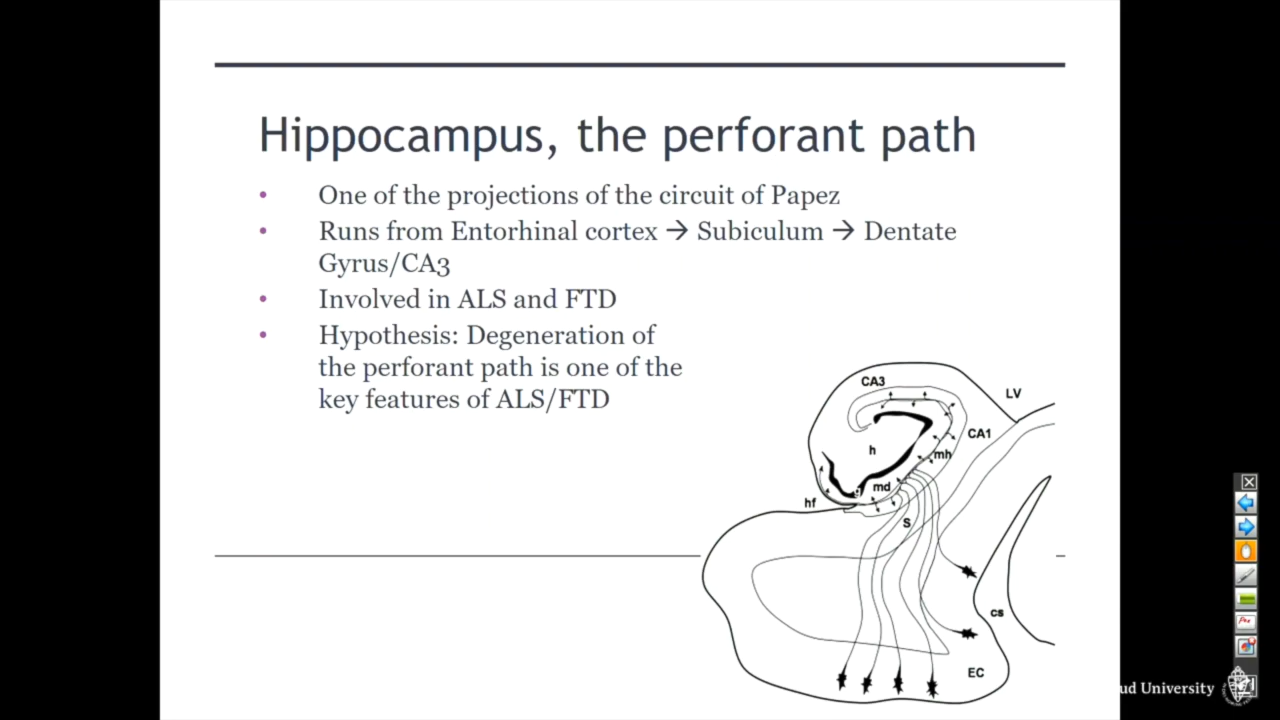 Hippocampus, the perforant path
• One of the projections of the circuit of Papez
• Runs from Entorhinal cortex → Subiculum → Dentate
Gyrus/CA3
• Involved in ALS and FTD
• Hypothesis: Degeneration of
the perforant path is one of the
key features of ALS/FTD
CA3
LV
CA1
h
mh
md
hf
S
cs
EC
ud University